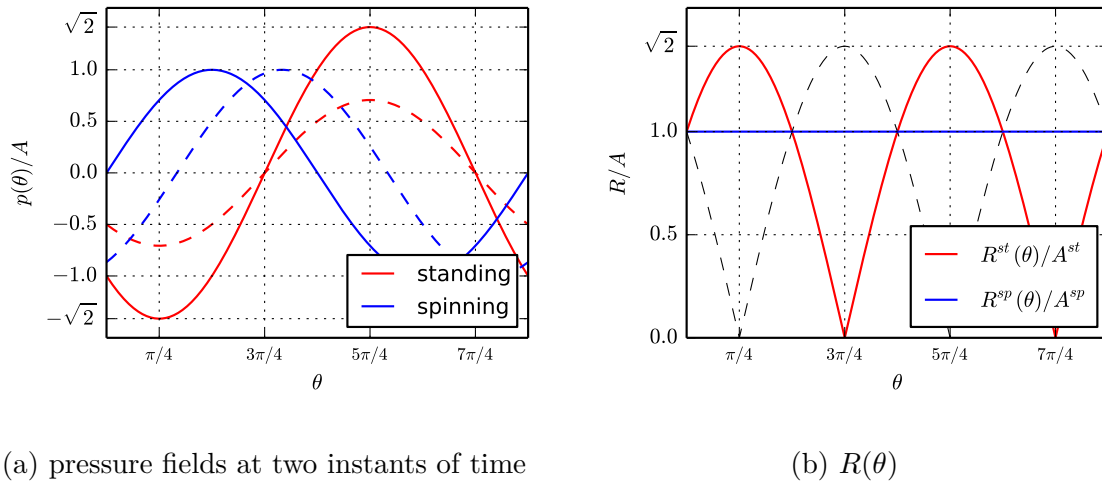 √2
1.0
0.5
0.0
−0.5
−1.0
−√2
p(θ)/A
π/4
3π/4
5π/4
7π/4
θ
standing
spinning
(a) pressure fields at two instants of time
√2
1.0
0.5
0.0
R/A
π/4
3π/4
5π/4
7π/4
θ
R^{st}(θ)/A^{st}
R^{sp}(θ)/A^{sp}
(b) R(θ)